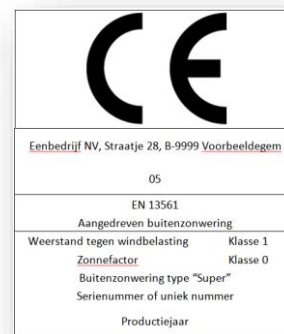 CE
Eenbedrijf NV, Straatje 28, B-9999 Voorbeeldegem
05
EN 13561
Aangedreven buitenzonwering
Weerstand tegen windbelasting Klasse 1
Zonnefactor Klasse 0
Buitenzonwering type “Super”
Serienummer of uniek nummer
Productiejaar